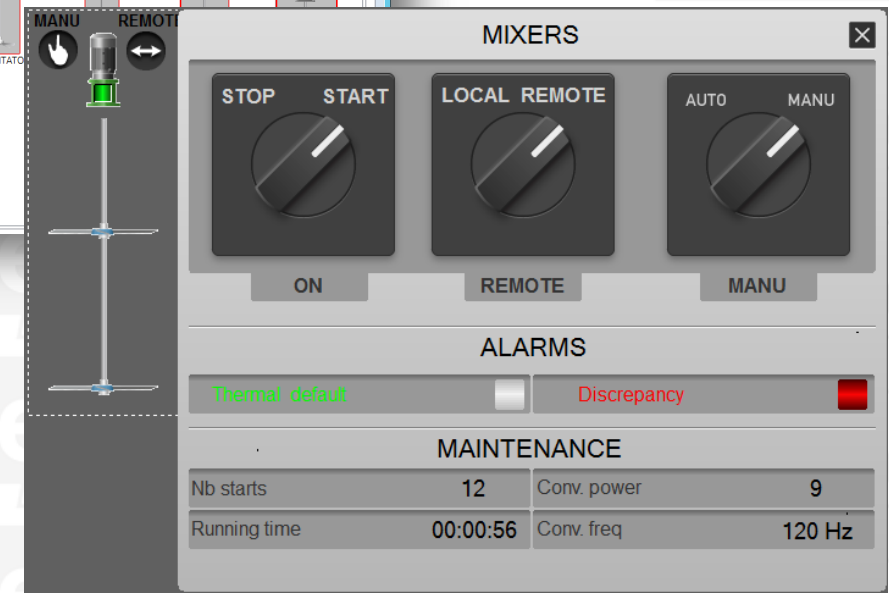 MANU REMOTE
MIXERS
STOP START
LOCAL REMOTE
AUTO MANU
ON
REMOTE
MANU
ALARMS
Thermal default
Discrepancy
MAINTENANCE
Nb starts 12
Conv. power 9
Running time 00:00:56
Conv. freq 120 Hz